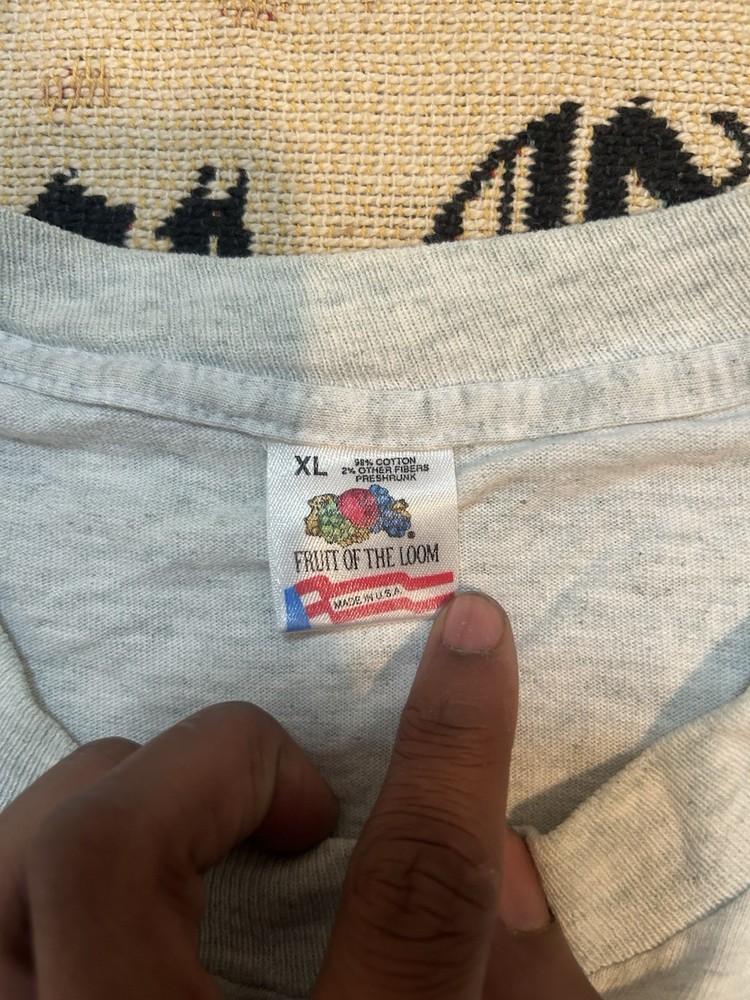 XL
98% COTTON
2% OTHER FIBERS
PRESHRUNK
®
FRUIT OF THE LOOM
MADE IN U.S.A.